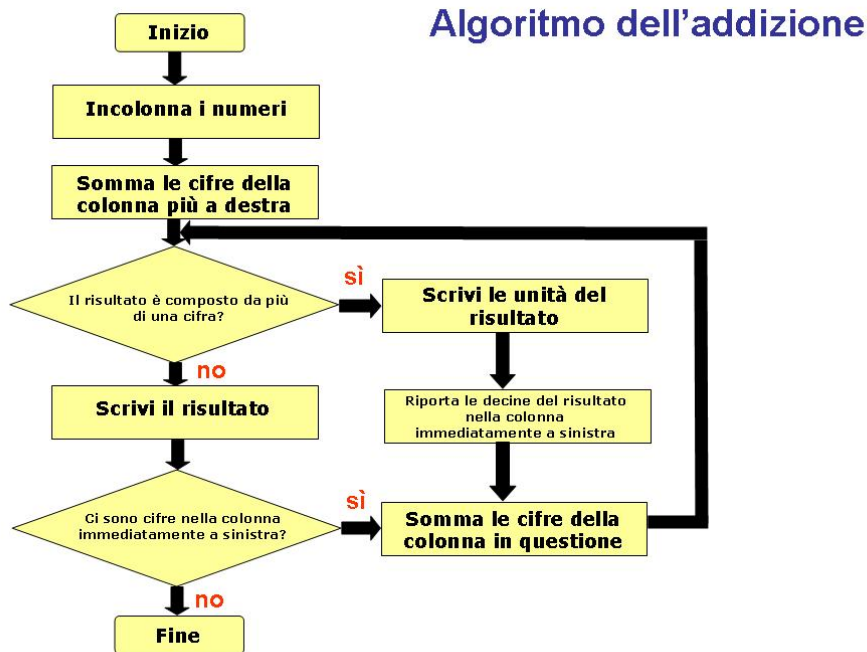 Algoritmo dell'addizione
Inizio
Incolonna i numeri
Somma le cifre della
colonna più a destra
Il risultato è composto da più
di una cifra?
sì
Scrivi le unità del
risultato
no
Scrivi il risultato
Riporta le decine del risultato
nella colonna
immediatamente a sinistra
Ci sono cifre nella colonna
immediatamente a sinistra?
sì
Somma le cifre della
colonna in questione
no
Fine